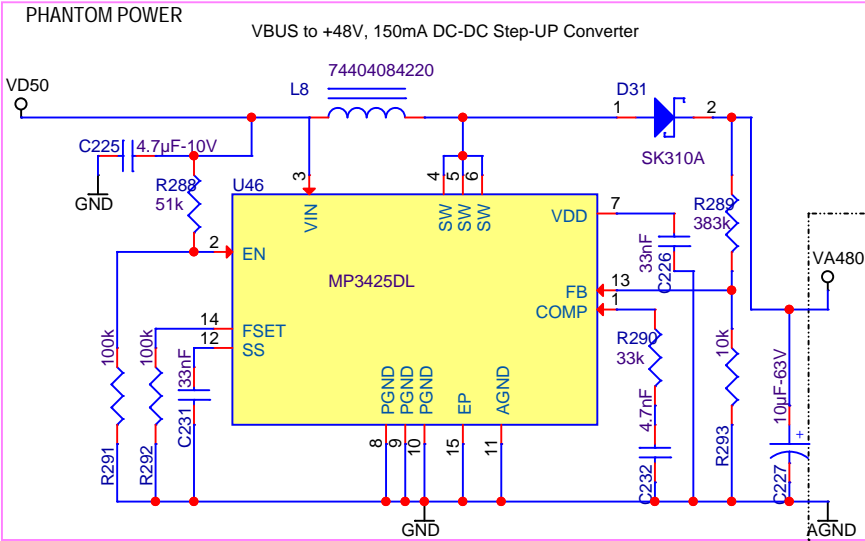 PHANTOM POWER
VBUS to +48V, 150mA DC-DC Step-UP Converter
74404084220
L8
D31
VD50
1
2
SK310A
C225
4.7µF-10V
GND
R288
51k
U46
3
VIN
4
5
6
SW
SW
SW
7
VDD
33nF
C226
R289
383k
VA480
2
EN
MP3425DL
13
FB
1
COMP
14
FSET
12
SS
100k
100k
33nF
R290
33k
10k
10µF-63V
+
4.7nF
PGND
PGND
PGND
EP
AGND
8
9
10
15
11
R291
R292
C231
C232
R293
C227
GND
AGND